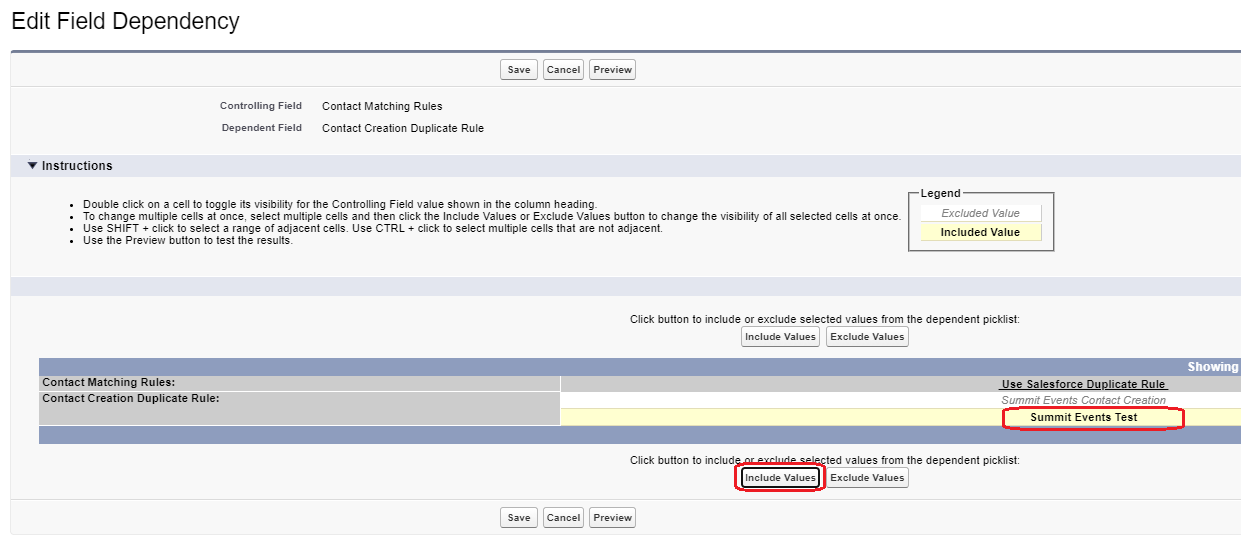 Edit Field Dependency
Save Cancel Preview
Controlling Field Contact Matching Rules
Dependent Field Contact Creation Duplicate Rule
Instructions
Double click on a cell to toggle its visibility for the Controlling Field value shown in the column heading.
To change multiple cells at once, select multiple cells and then click the Include Values or Exclude Values button to change the visibility of all selected cells at once.
Use SHIFT + click to select a range of adjacent cells. Use CTRL + click to select multiple cells that are not adjacent.
Use the Preview button to test the results.
Legend
Excluded Value
Included Value
Click button to include or exclude selected values from the dependent picklist:
Include Values Exclude Values
Showing
Contact Matching Rules: Use Salesforce Duplicate Rule
Contact Creation Duplicate Rule: Summit Events Contact Creation
Summit Events Test
Click button to include or exclude selected values from the dependent picklist:
Include Values Exclude Values
Save Cancel Preview